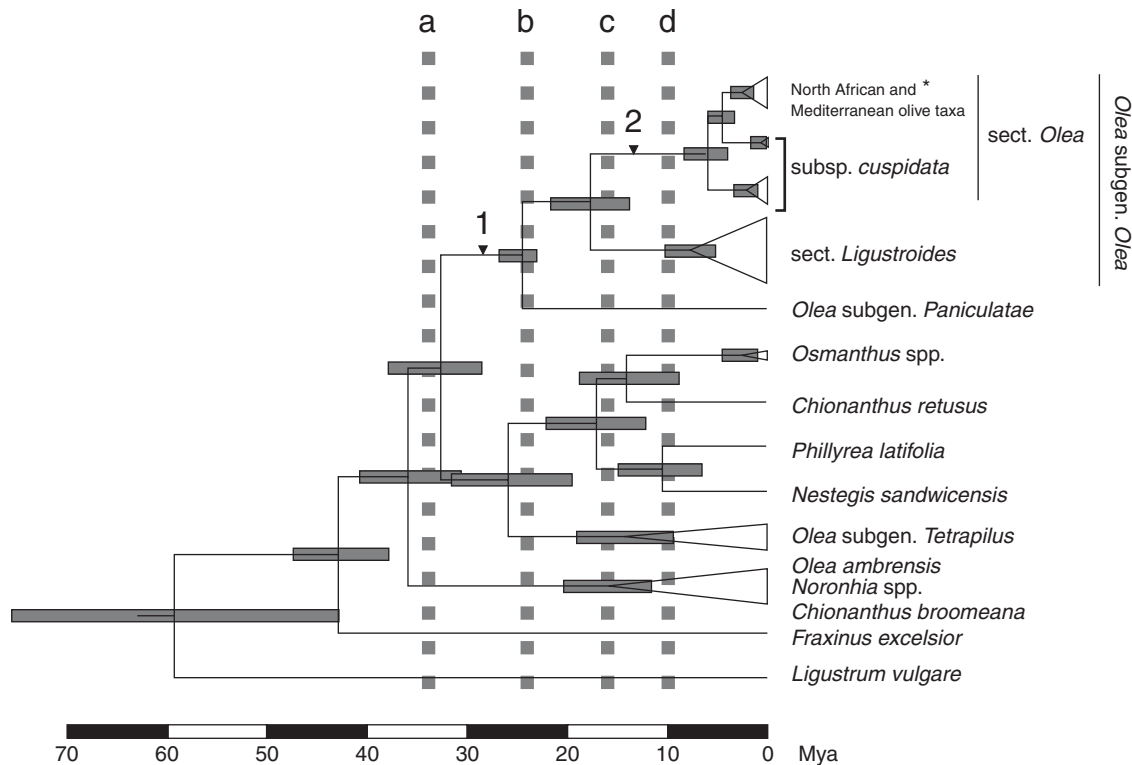 a b c d
North African and *
Mediterranean olive taxa
2
sect. Olea
Olea subgen. Olea
subsp. cuspidata
1
sect. Ligustroides
Olea subgen. Paniculatae
Osmanthus spp.
Chionanthus retusus
Phillyrea latifolia
Nestegis sandwicensis
Olea subgen. Tetrapilus
Olea ambrensis
Noronhia spp.
Chionanthus broomeana
Fraxinus excelsior
Ligustrum vulgare
70 60 50 40 30 20 10 0 Mya